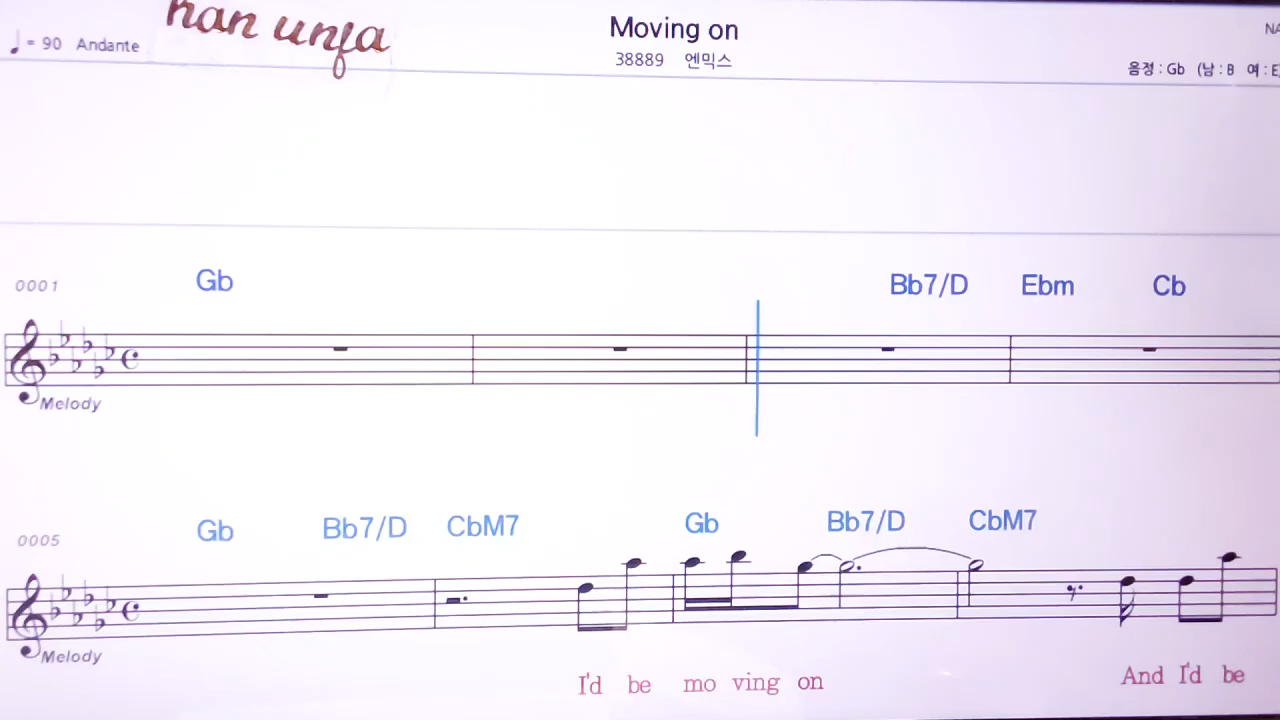 han unfa
Moving on
♩ = 90 Andante
38889 엔믹스
음정 : Gb (남 : B 여 : E)
0001
Gb Bb7/D Ebm Cb
Melody
0005
Gb Bb7/D CbM7 Gb Bb7/D CbM7
Melody
I'd be mo ving on And I'd be